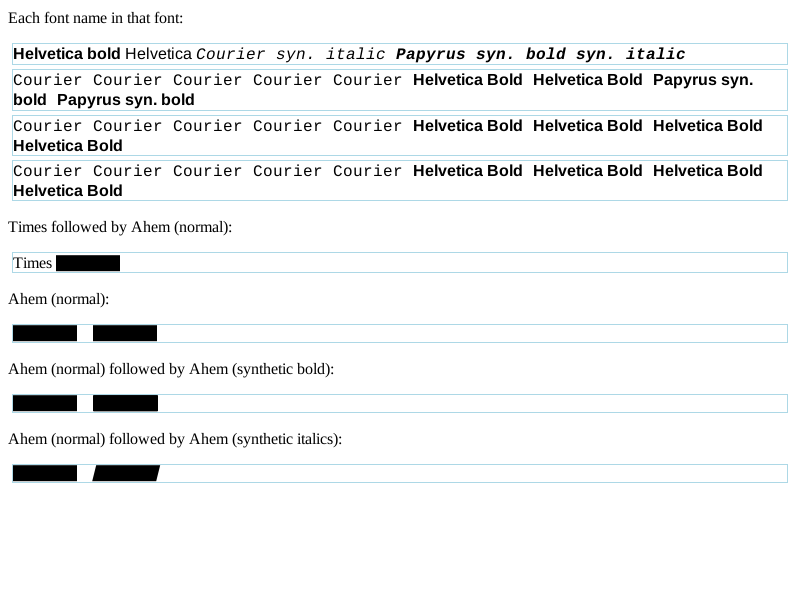 Each font name in that font:
Helvetica bold Helvetica Courier syn. italic Papyrus syn. bold syn. italic
Courier Courier Courier Courier Courier Helvetica Bold Helvetica Bold Papyrus syn.
bold Papyrus syn. bold
Courier Courier Courier Courier Courier Helvetica Bold Helvetica Bold Helvetica Bold
Helvetica Bold
Courier Courier Courier Courier Courier Helvetica Bold Helvetica Bold Helvetica Bold
Helvetica Bold
Times followed by Ahem (normal):
Times
Ahem (normal):
Ahem (normal) followed by Ahem (synthetic bold):
Ahem (normal) followed by Ahem (synthetic italics):